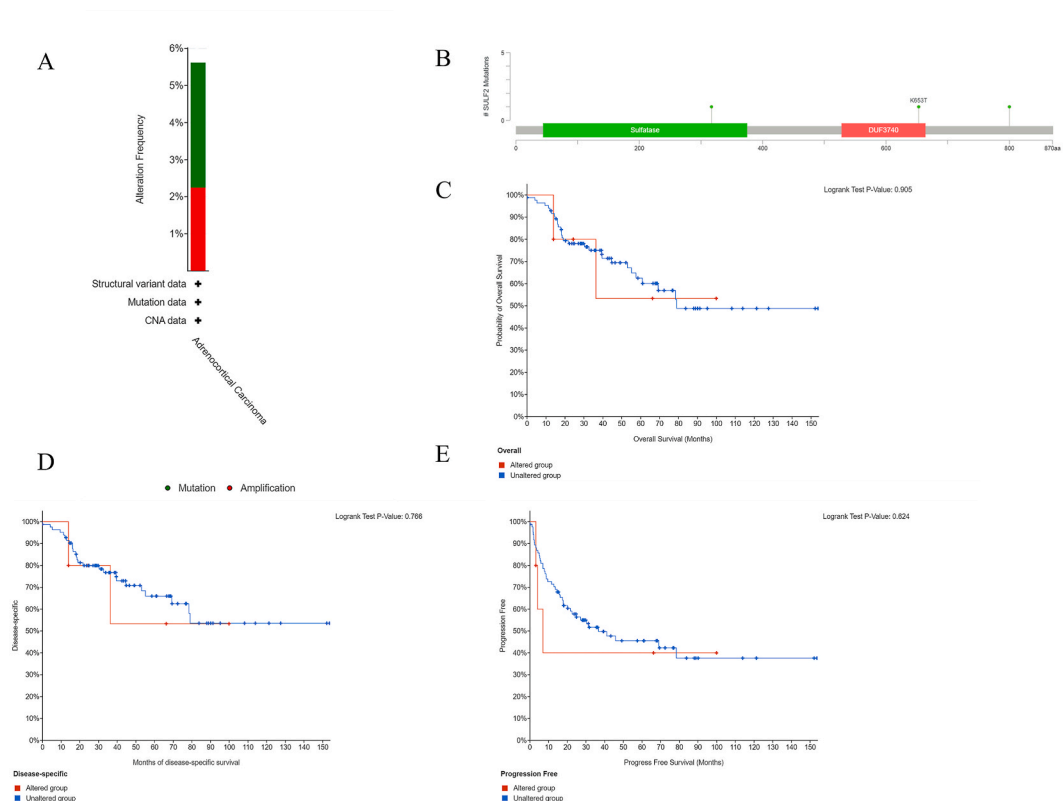 A
6%
5%
4%
3%
2%
1%
Alteration Frequency
Structural variant data
Mutation data
CNA data
Adrenocortical Carcinoma
B
# SULF2 Mutations
5
0
K653T
Sulfatase
DUF3740
0 200 400 600 800 870aa
C
Logrank Test P-Value: 0.905
100%
90%
80%
70%
60%
50%
40%
30%
20%
10%
0%
Probability of Overall Survival
0 10 20 30 40 50 60 70 80 90 100 110 120 130 140 150
Overall Survival (Months)
Overall
Altered group
Unaltered group
D
Mutation Amplification
Logrank Test P-Value: 0.766
100%
90%
80%
70%
60%
50%
40%
30%
20%
10%
0%
Disease-specific
0 10 20 30 40 50 60 70 80 90 100 110 120 130 140 150
Months of disease-specific survival
Disease-specific
Altered group
Unaltered group
E
Logrank Test P-Value: 0.624
100%
90%
80%
70%
60%
50%
40%
30%
20%
10%
0%
Progression Free
0 10 20 30 40 50 60 70 80 90 100 110 120 130 140 150
Progress Free Survival (Months)
Progression Free
Altered group
Unaltered group